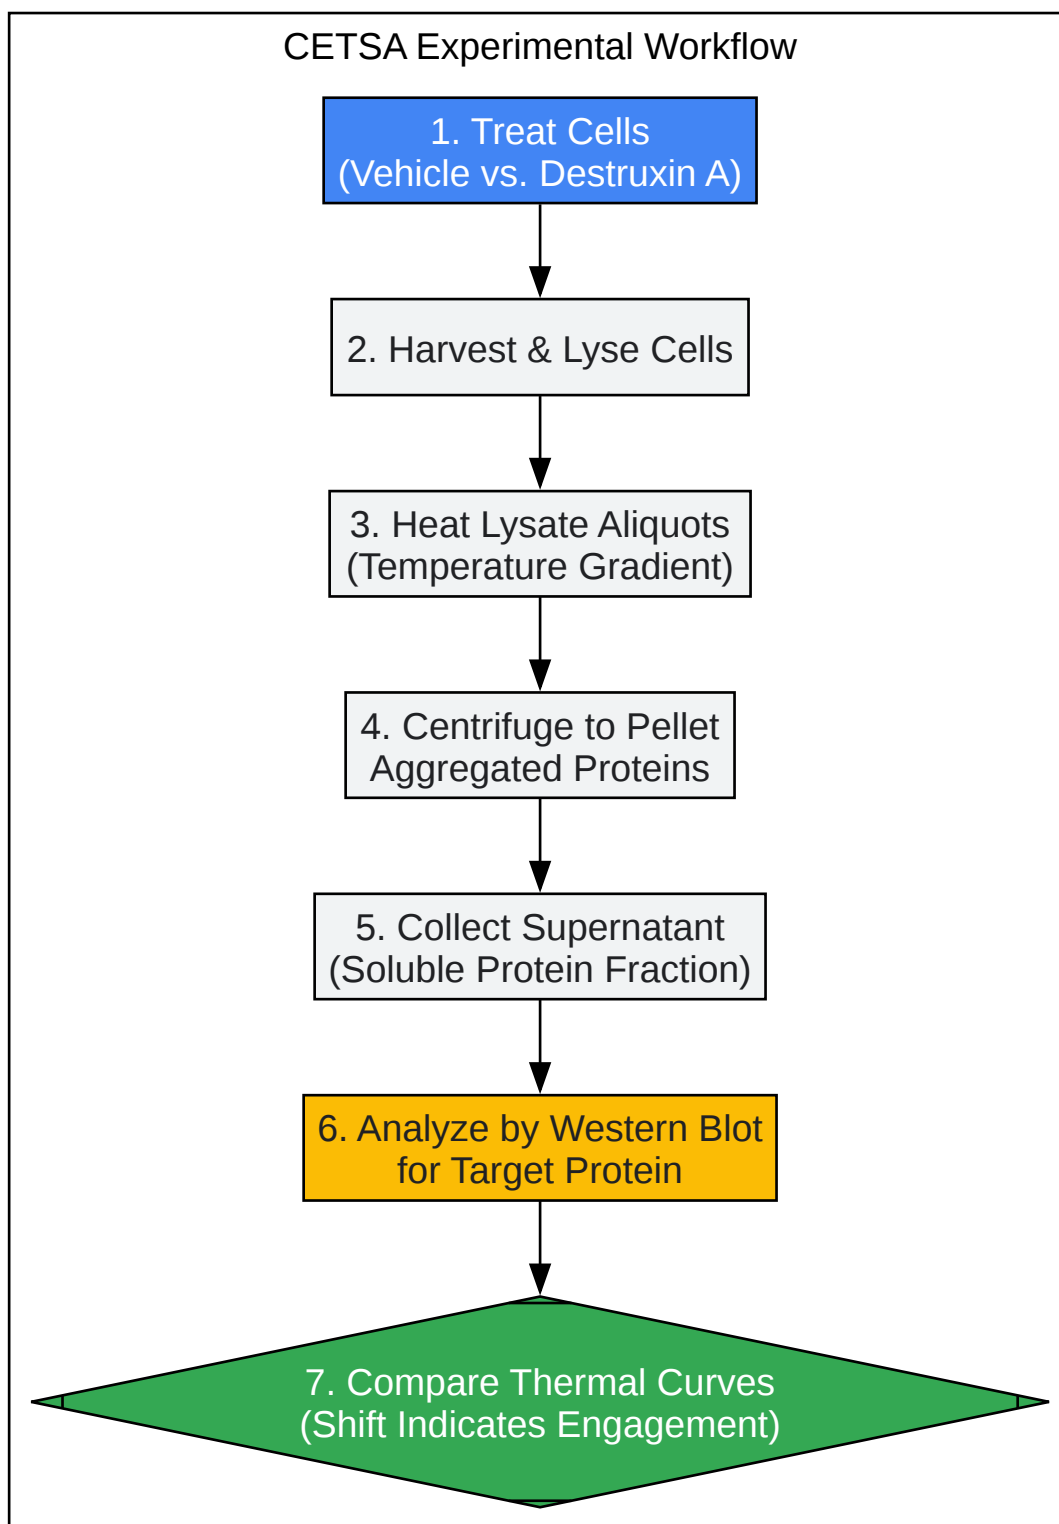 CETSA Experimental Workflow
1. Treat Cells
(Vehicle vs. Destruxin A)
2. Harvest & Lyse Cells
3. Heat Lysate Aliquots
(Temperature Gradient)
4. Centrifuge to Pellet
Aggregated Proteins
5. Collect Supernatant
(Soluble Protein Fraction)
6. Analyze by Western Blot
for Target Protein
7. Compare Thermal Curves
(Shift Indicates Engagement)